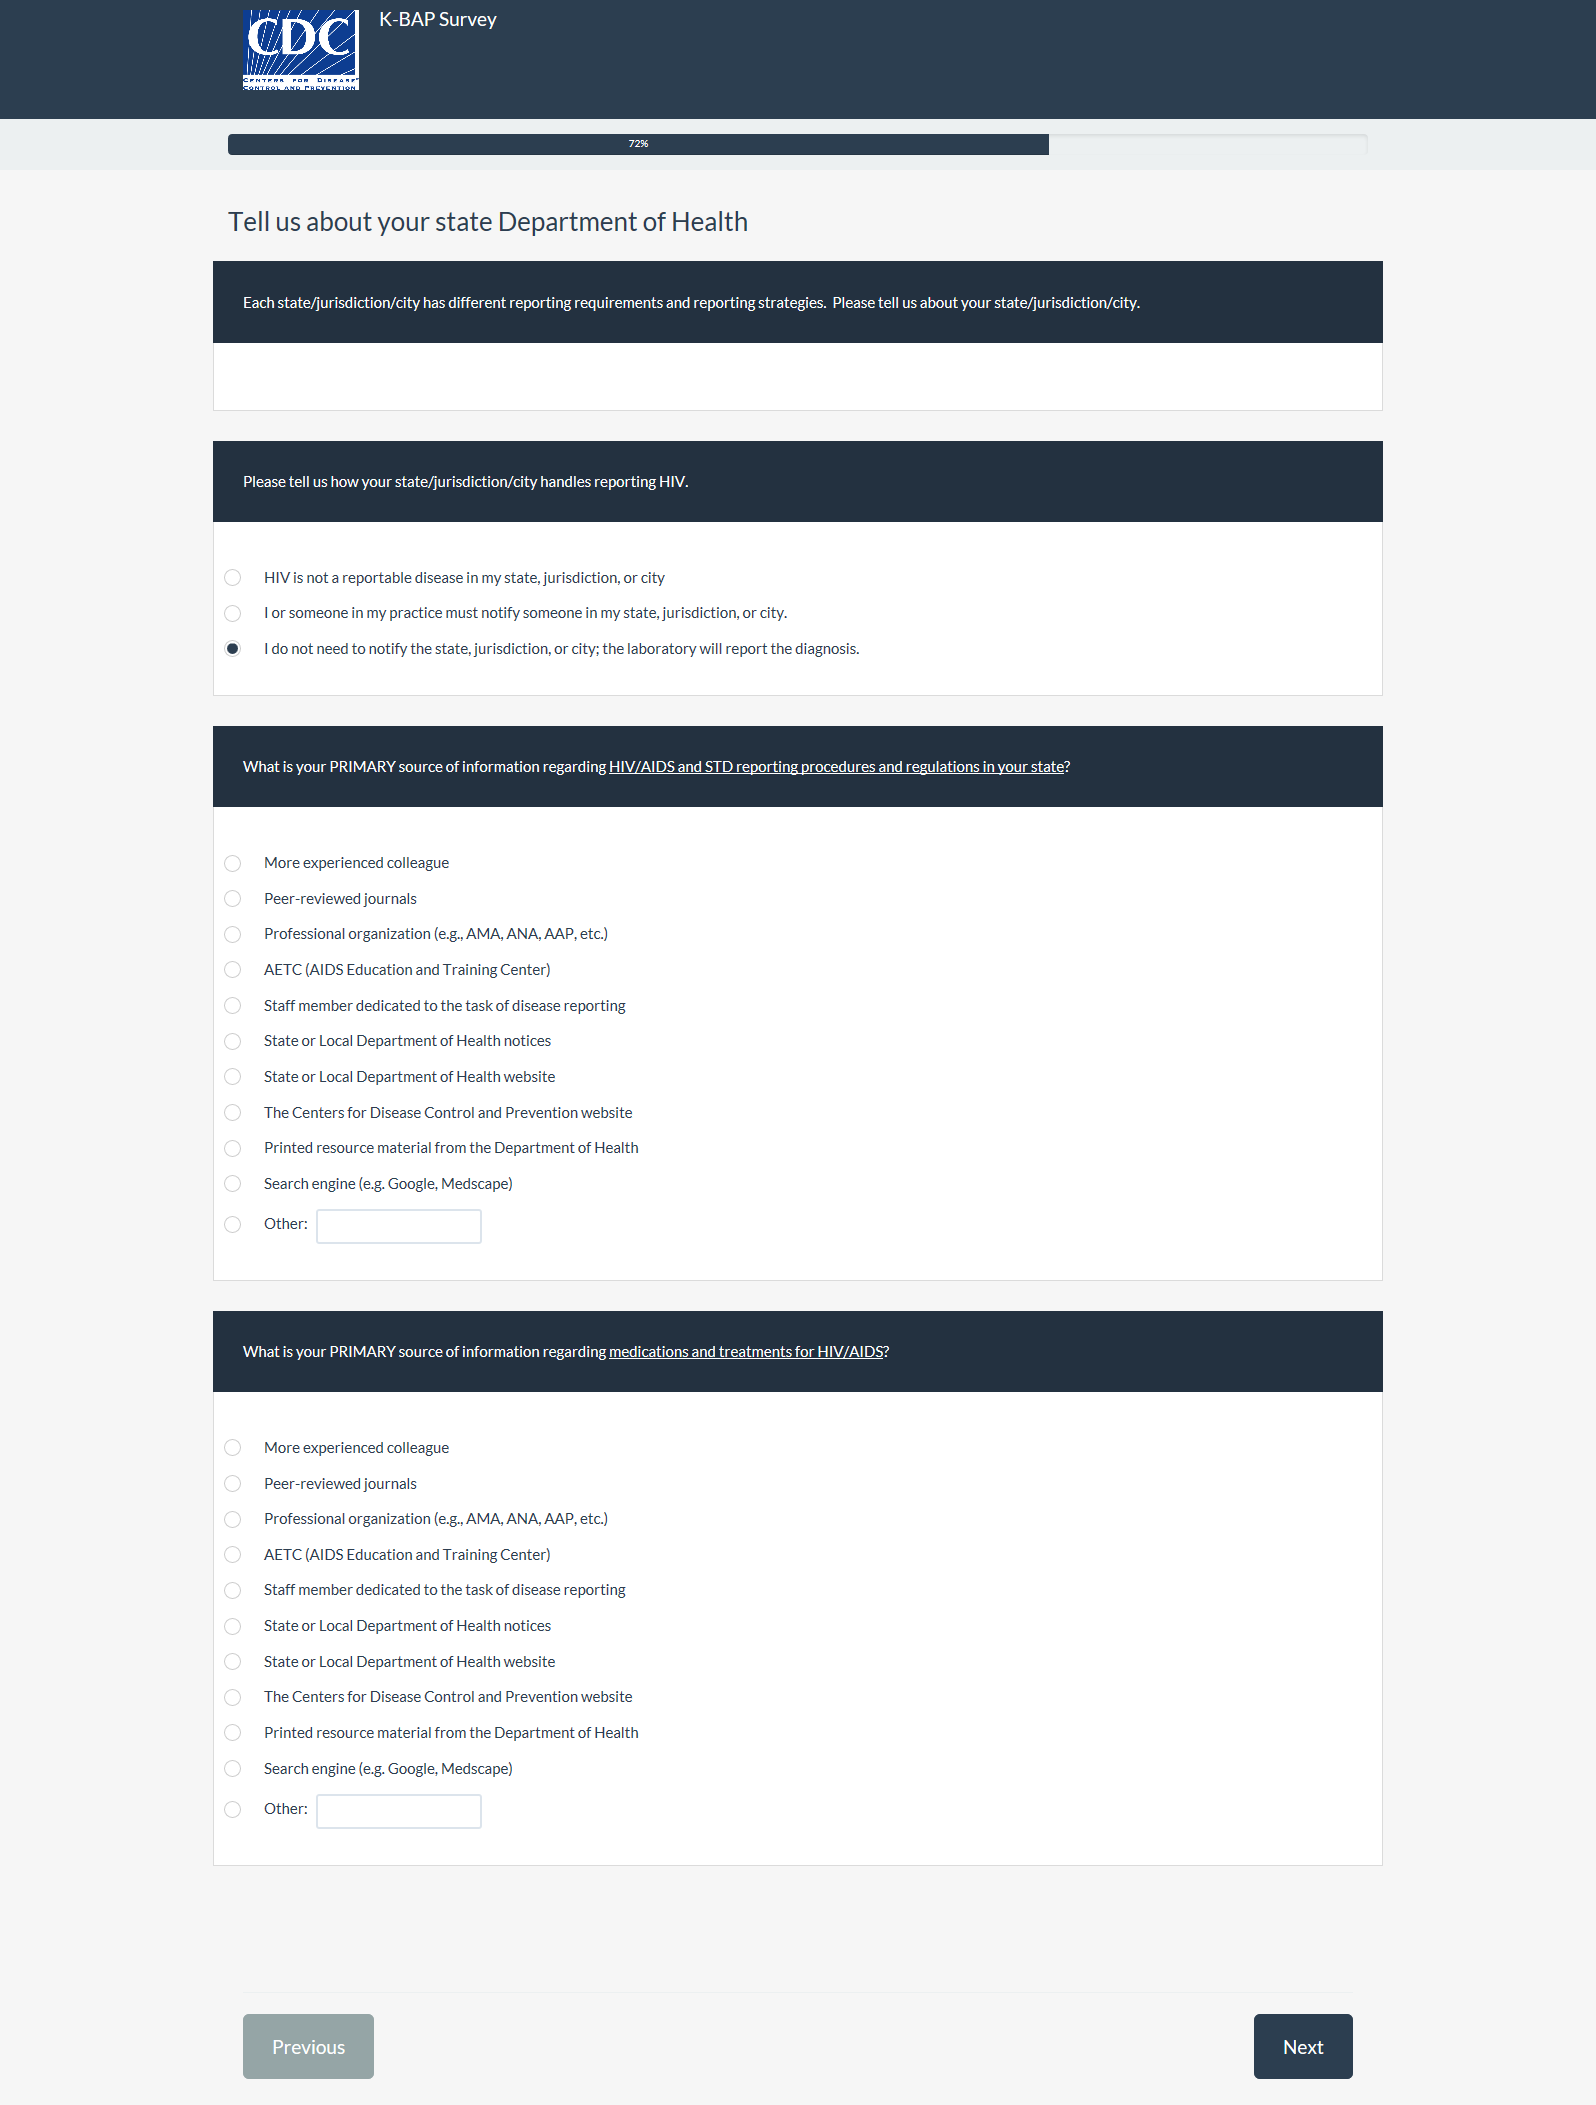 CDC
CENTERS FOR DISEASE
CONTROL AND PREVENTION
K-BAP Survey
72%
Tell us about your state Department of Health
Each state/jurisdiction/city has different reporting requirements and reporting strategies. Please tell us about your state/jurisdiction/city.
Please tell us how your state/jurisdiction/city handles reporting HIV.
HIV is not a reportable disease in my state, jurisdiction, or city
I or someone in my practice must notify someone in my state, jurisdiction, or city.
I do not need to notify the state, jurisdiction, or city; the laboratory will report the diagnosis.
What is your PRIMARY source of information regarding HIV/AIDS and STD reporting procedures and regulations in your state?
More experienced colleague
Peer-reviewed journals
Professional organization (e.g., AMA, ANA, AAP, etc.)
AETC (AIDS Education and Training Center)
Staff member dedicated to the task of disease reporting
State or Local Department of Health notices
State or Local Department of Health website
The Centers for Disease Control and Prevention website
Printed resource material from the Department of Health
Search engine (e.g. Google, Medscape)
Other:
What is your PRIMARY source of information regarding medications and treatments for HIV/AIDS?
More experienced colleague
Peer-reviewed journals
Professional organization (e.g., AMA, ANA, AAP, etc.)
AETC (AIDS Education and Training Center)
Staff member dedicated to the task of disease reporting
State or Local Department of Health notices
State or Local Department of Health website
The Centers for Disease Control and Prevention website
Printed resource material from the Department of Health
Search engine (e.g. Google, Medscape)
Other:
Previous
Next